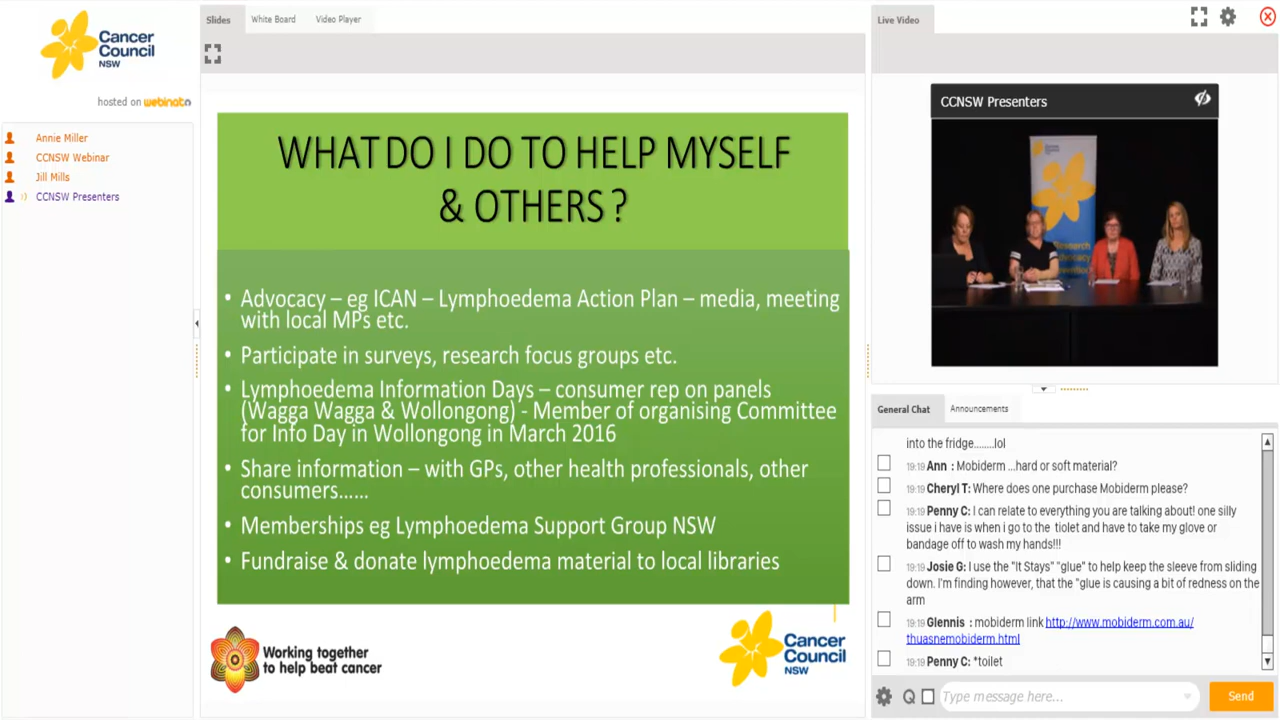 Cancer
Council
NSW
hosted on webinato
Annie Miller
CCNSW Webinar
Jill Mills
CCNSW Presenters
Slides
White Board
Video Player
WHAT DO I DO TO HELP MYSELF
& OTHERS ?
• Advocacy – eg ICAN – Lymphoedema Action Plan – media, meeting
with local MPs etc.
• Participate in surveys, research focus groups etc.
• Lymphoedema Information Days – consumer rep on panels
(Wagga Wagga & Wollongong) - Member of organising Committee
for Info Day in Wollongong in March 2016
• Share information – with GPs, other health professionals, other
consumers……
• Memberships eg Lymphoedema Support Group NSW
• Fundraise & donate lymphoedema material to local libraries
Working together
to help beat cancer
Cancer
Council
NSW
Live Video
CCNSW Presenters
Research
Advocacy
Prevention
General Chat
Announcements
into the fridge........lol
19:19 Ann : Mobiderm ...hard or soft material?
19:19 Cheryl T: Where does one purchase Mobiderm please?
19:19 Penny C: I can relate to everything you are talking about! one silly
issue i have is when i go to the tiolet and have to take my glove or
bandage off to wash my hands!!!
19:19 Josie G: I use the "It Stays" "glue" to help keep the sleeve from sliding
down. I'm finding however, that the "glue is causing a bit of redness on the
arm
19:19 Glennis : mobiderm link http://www.mobiderm.com.au/
thuasnemobiderm.html
19:19 Penny C: *toilet
Q
Type message here...
Send